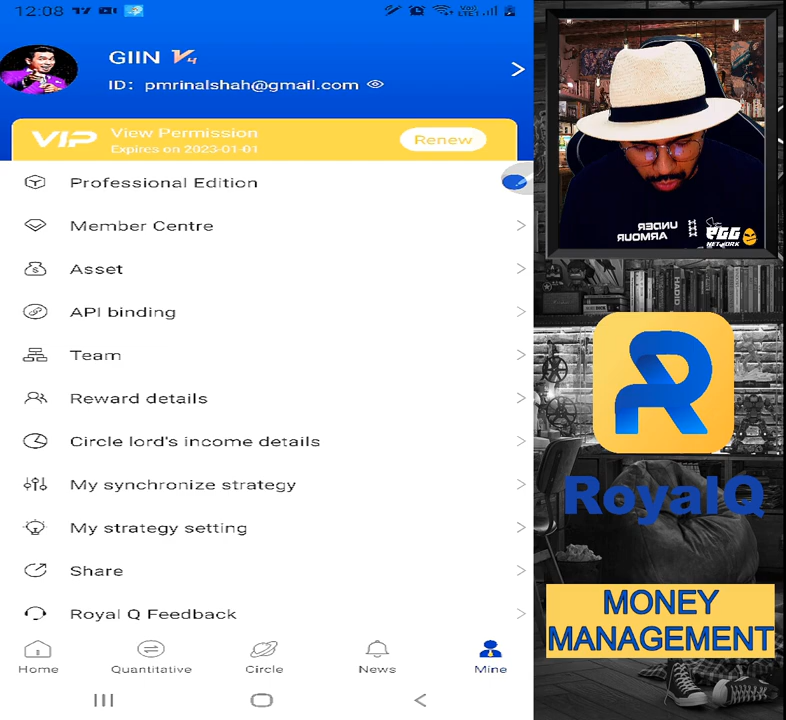 12:08
GIIN V4
ID: pmrinalshah@gmail.com
VIP View Permission
Expires on 2023-01-01
Renew
Professional Edition
Member Centre
Asset
API binding
Team
Reward details
Circle lord's income details
My synchronize strategy
My strategy setting
Share
Royal Q Feedback
Home
Quantitative
Circle
News
Mine
UNDER
ARMOUR
EGG
NETWORK
HADID
R
RoyalQ
MONEY
MANAGEMENT